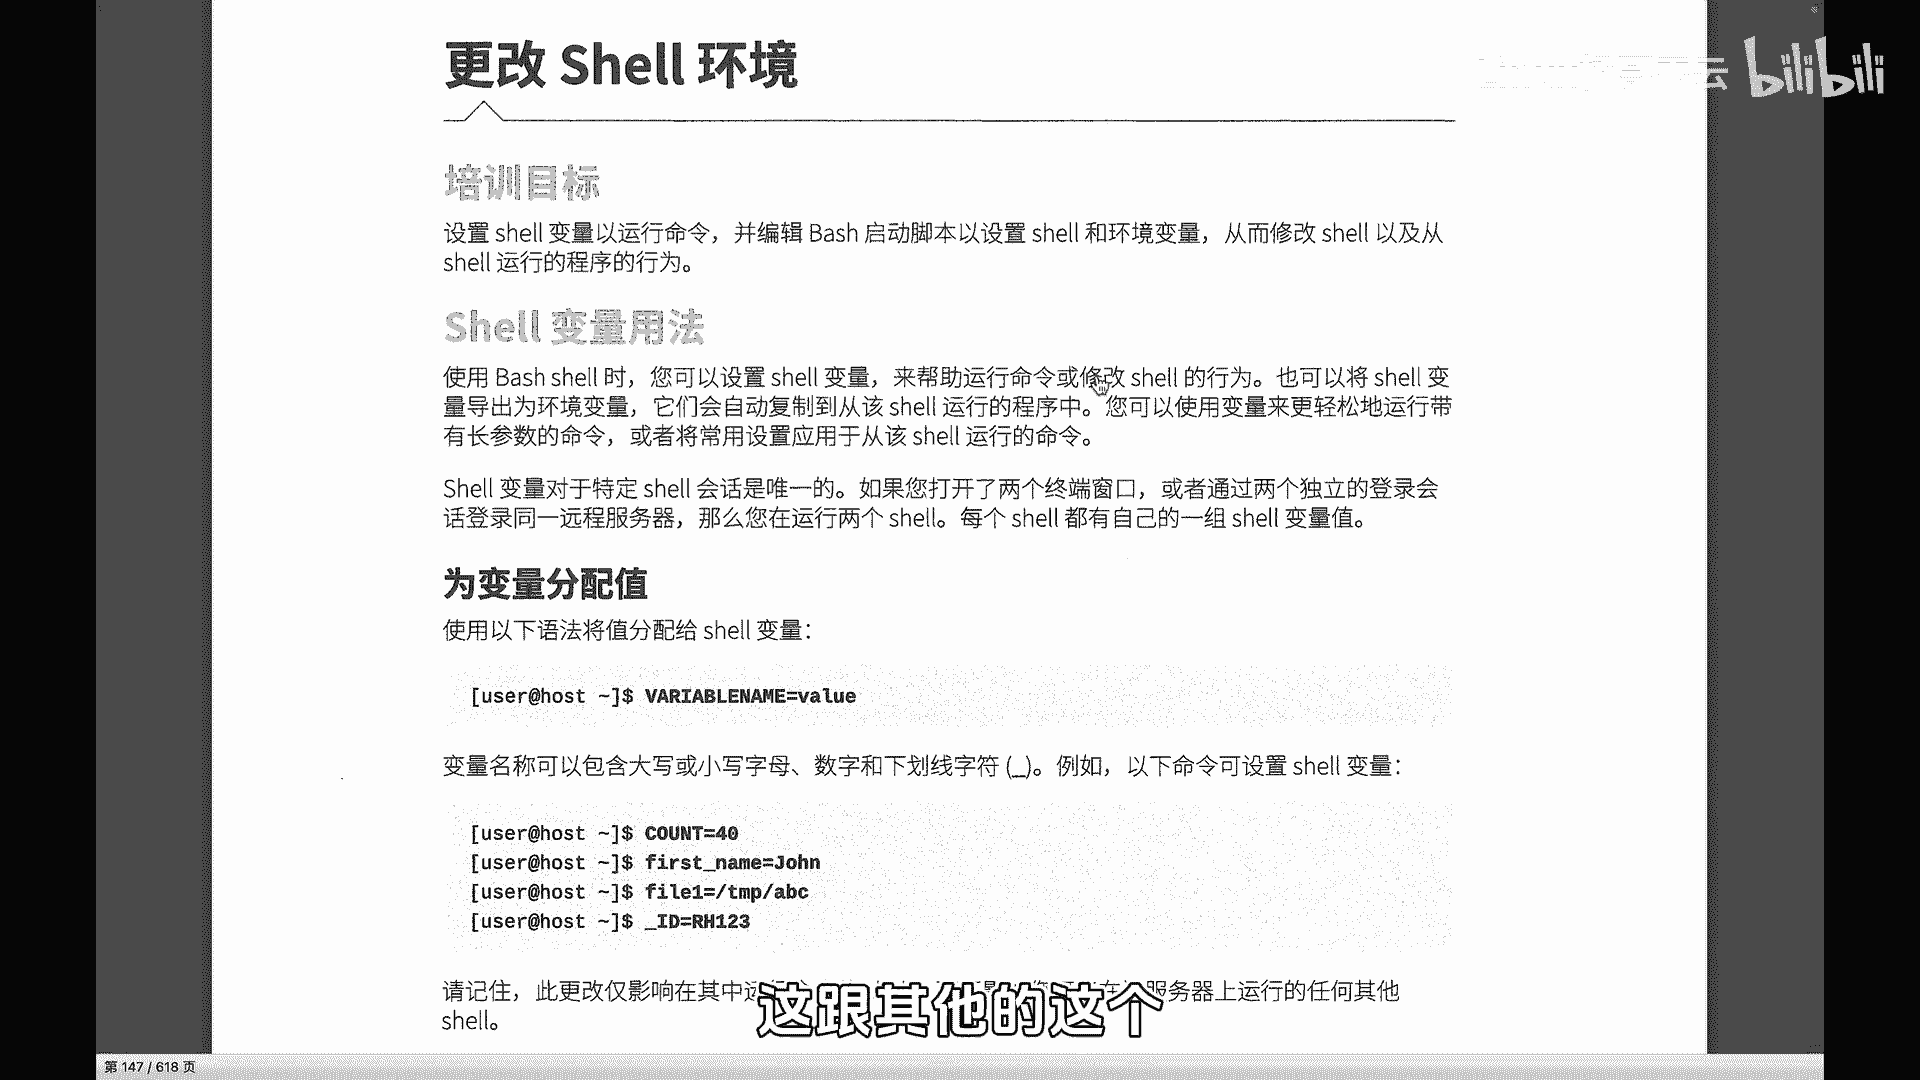 更改 Shell 环境
云 bilibili
培训目标
设置 shell 变量以运行命令，并编辑 Bash 启动脚本以设置 shell 和环境变量，从而修改 shell 以及从
shell 运行的程序的行为。
Shell 变量用法
使用 Bash shell 时，您可以设置 shell 变量，来帮助运行命令或修改 shell 的行为。也可以将 shell 变
量导出为环境变量，它们会自动复制到从该 shell 运行的程序中。您可以使用变量来更轻松地运行带
有长参数的命令，或者将常用设置应用于从该 shell 运行的命令。
Shell 变量对于特定 shell 会话是唯一的。如果您打开了两个终端窗口，或者通过两个独立的登录会
话登录同一远程服务器，那么您在运行两个 shell。每个 shell 都有自己的一组 shell 变量值。
为变量分配值
使用以下语法将值分配给 shell 变量：
[user@host ~]$ VARIABLENAME=value
变量名称可以包含大写或小写字母、数字和下划线字符 (_)。例如，以下命令可设置 shell 变量：
[user@host ~]$ COUNT=40
[user@host ~]$ first_name=John
[user@host ~]$ file1=/tmp/abc
[user@host ~]$ _ID=RH123
请记住，此更改仅影响在其中运 服务器上运行的任何其他
shell。
这跟其他的这个
第 147 / 618 页